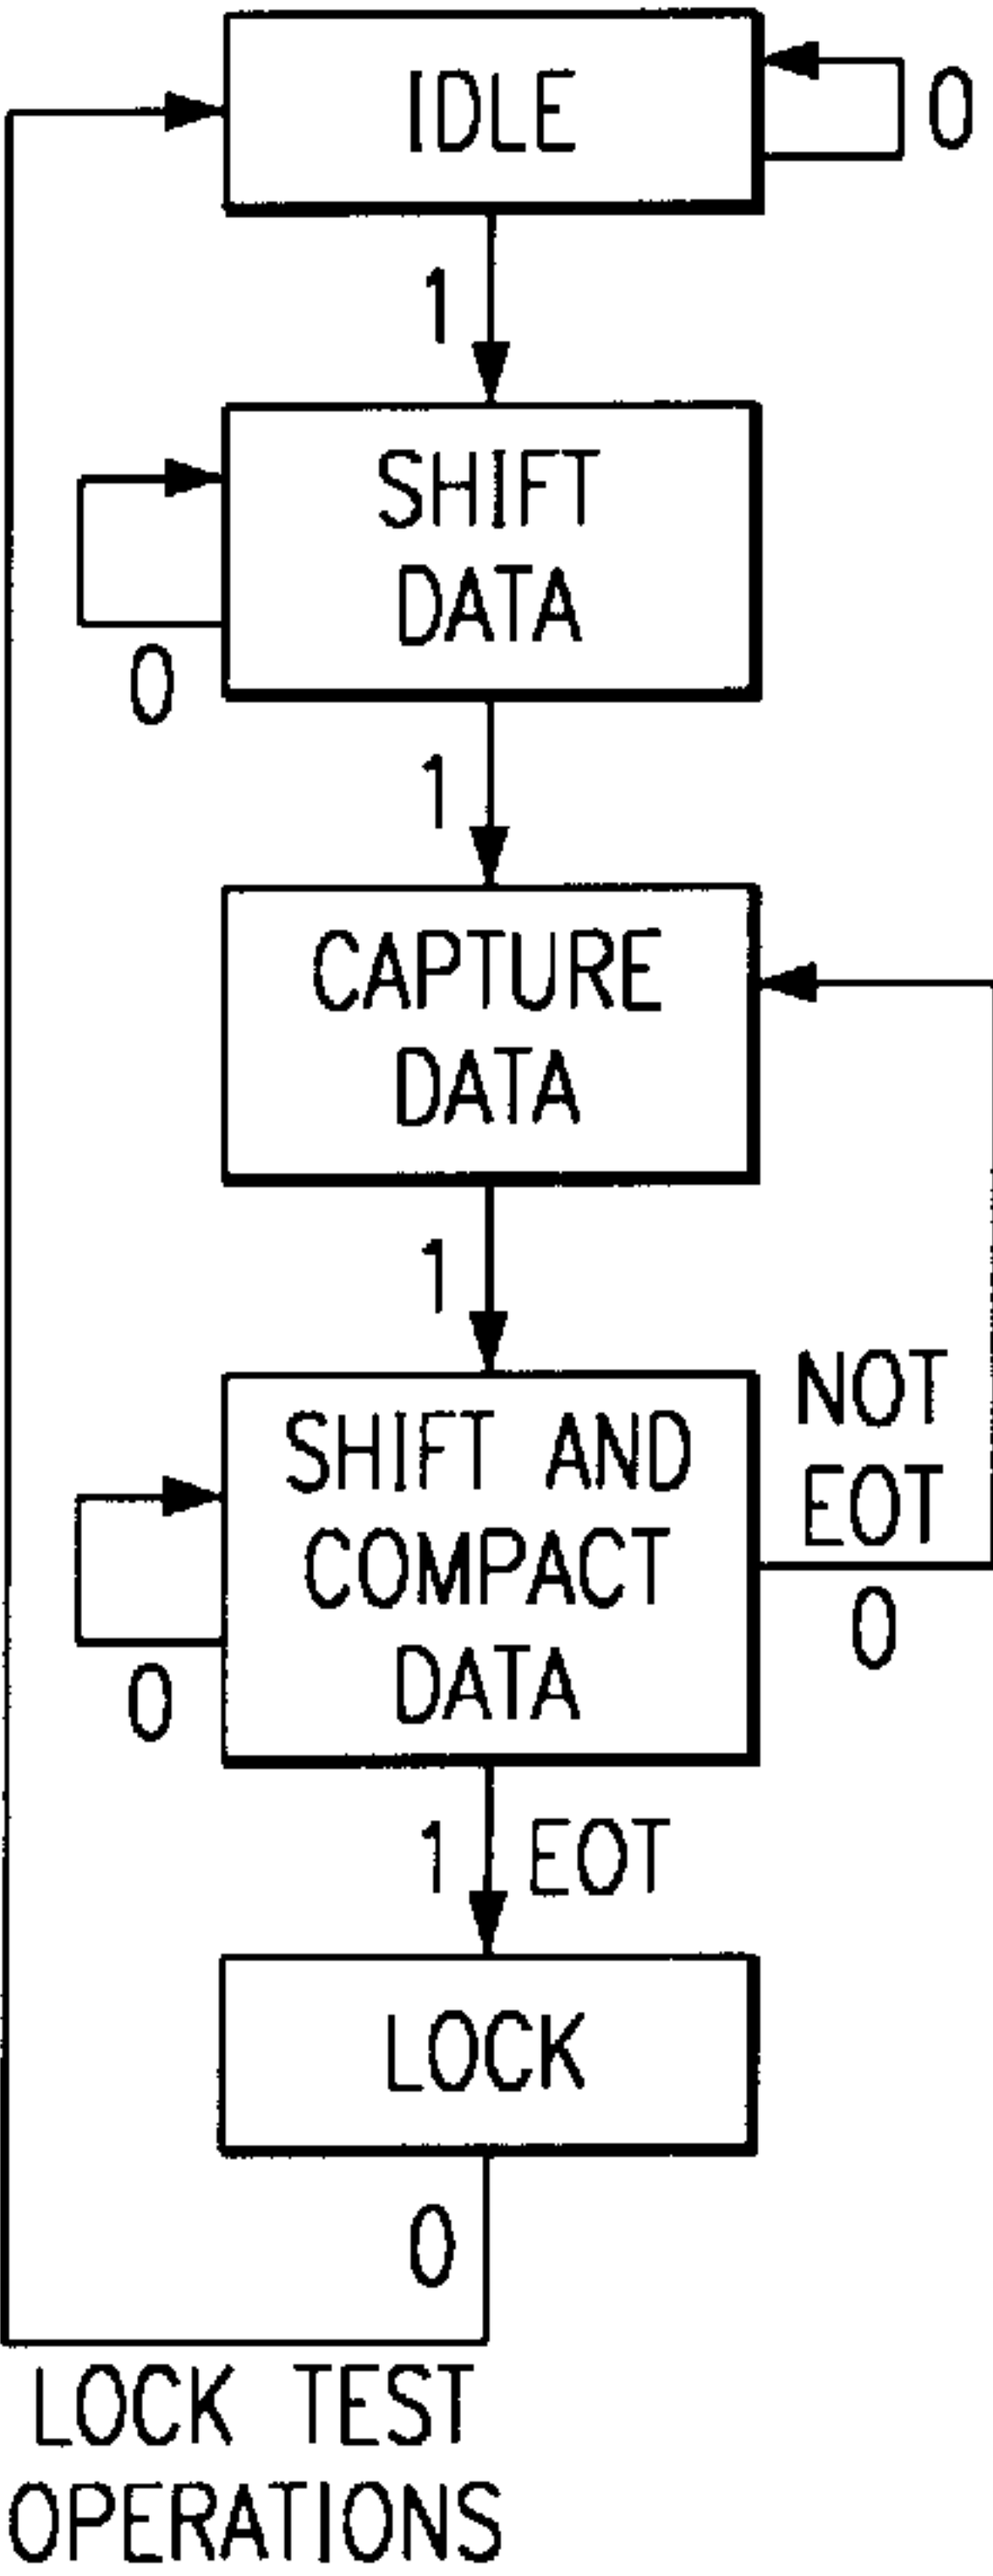 IDLE
0
1
SHIFT
DATA
0
1
CAPTURE
DATA
1
NOT
EOT
0
SHIFT AND
COMPACT
DATA
0
1 EOT
LOCK
0
LOCK TEST
OPERATIONS